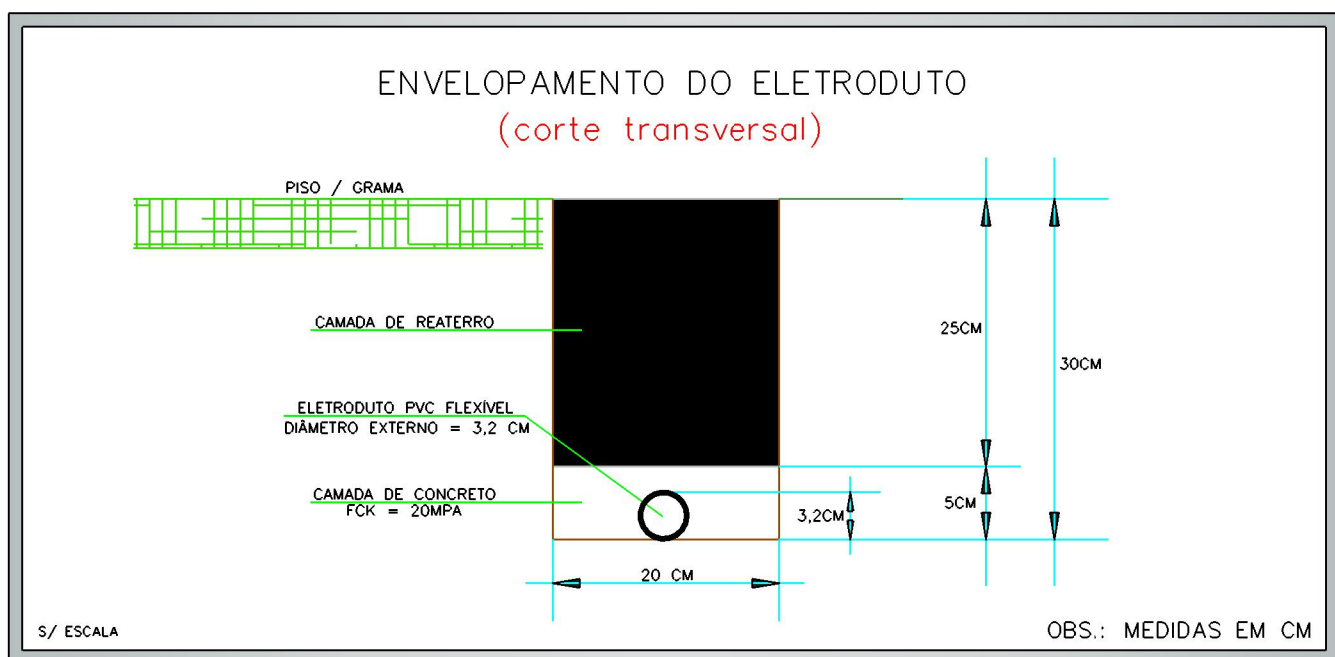 ENVELOPAMENTO DO ELETRODUTO
(corte transversal)
PISO / GRAMA
CAMADA DE REATERRO
25CM
30CM
ELETRODUTO PVC FLEXÍVEL
DIÂMETRO EXTERNO = 3,2 CM
CAMADA DE CONCRETO
FCK = 20MPA
3,2CM
5CM
20 CM
S/ ESCALA
OBS.: MEDIDAS EM CM